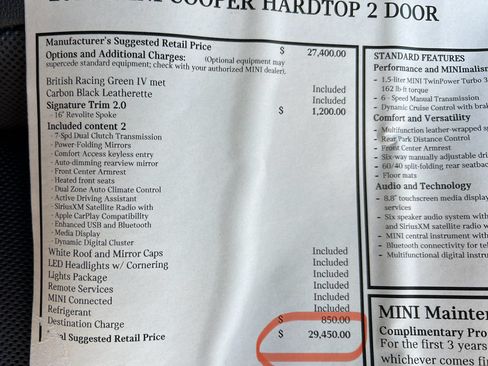 COOPER HARDTOP 2 DOOR
Manufacturer's Suggested Retail Price $ 27,400.00
Options and Additional Charges: (Optional equipment may
supercede standard equipment; check with your authorized MINI dealer).
British Racing Green IV met Included
Carbon Black Leatherette Included
Signature Trim 2.0 $ 1,200.00
· 16" Revolite Spoke
Included content 2
· 7-Spd Dual Clutch Transmission
· Power-Folding Mirrors
· Comfort Access keyless entry
· Auto-dimming rearview mirror
· Front Center Armrest
· Heated front seats
· Dual Zone Auto Climate Control
· Active Driving Assistant
· SiriusXM Satellite Radio with
· Apple CarPlay Compatibility
· Enhanced USB and Bluetooth
· Media Display
· Dynamic Digital Cluster
White Roof and Mirror Caps Included
LED Headlights w/ Cornering Included
Lights Package Included
Remote Services Included
MINI Connected Included
Refrigerant Included
Destination Charge $ 850.00
Suggested Retail Price $ 29,450.00
STANDARD FEATURES
Performance and MINImalism
- 1.5-liter MINI TwinPower Turbo 3
162 lb-ft torque
- 6 - Speed Manual Transmission
- Dynamic Cruise Control with
Comfort and Versatility
- Multifunction leather-wrapped
- Rear Park Distance Control
- Front Center Armrest
- Six-way manually adjustable
- 60/40 split-folding rear seatback
- Floor mats
Audio and Technology
- 8.8" touchscreen media display
services
- Six speaker audio system with
and SiriusXM satellite radio
- MINI central instrument with
- Bluetooth connectivity for
- Multifunctional digital
MINI
Complimentary
For the first 3 years
whichever comes